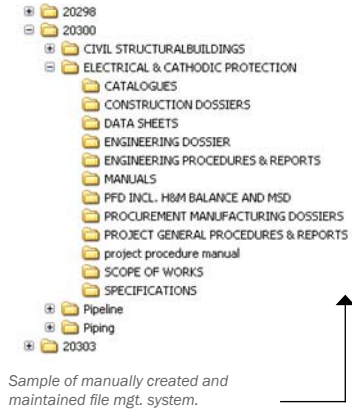 20298
20300
CIVIL STRUCTURALBUILDINGS
ELECTRICAL & CATHODIC PROTECTION
CATALOGUES
CONSTRUCTION DOSSIERS
DATA SHEETS
ENGINEERING DOSSIER
ENGINEERING PROCEDURES & REPORTS
MANUALS
PFD INCL. H&M BALANCE AND MSD
PROCUREMENT MANUFACTURING DOSSIERS
PROJECT GENERAL PROCEDURES & REPORTS
project procedure manual
SCOPE OF WORKS
SPECIFICATIONS
Pipeline
Piping
20303
Sample of manually created and
maintained file mgt. system.